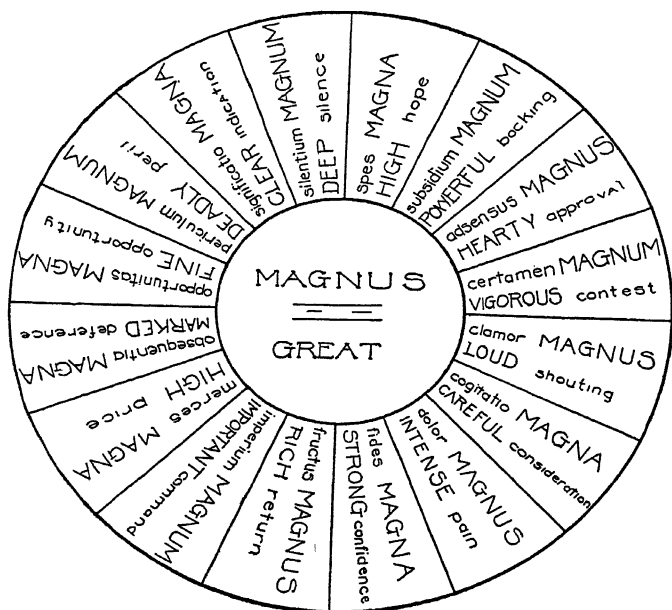 MAGNUS
GREAT
adsensus MAGNUS
HEARTY approval
certamen MAGNUM
VIGOROUS contest
clamor MAGNUS
LOUD shouting
cogitatio MAGNA
CAREFUL consideration
dolor MAGNUS
INTENSE pain
fides MAGNA
STRONG confidence
fructus MAGNUS
RICH return
imperium MAGNUM
IMPORTANT command
merces MAGNA
HIGH price
obsequentia MAGNA
MARKED deference
opportunitas MAGNA
FINE opportunity
periculum MAGNUM
DEADLY peril
significatio MAGNA
CLEAR indication
silentium MAGNUM
DEEP silence
spes MAGNA
HIGH hope
subsidium MAGNUM
POWERFUL backing